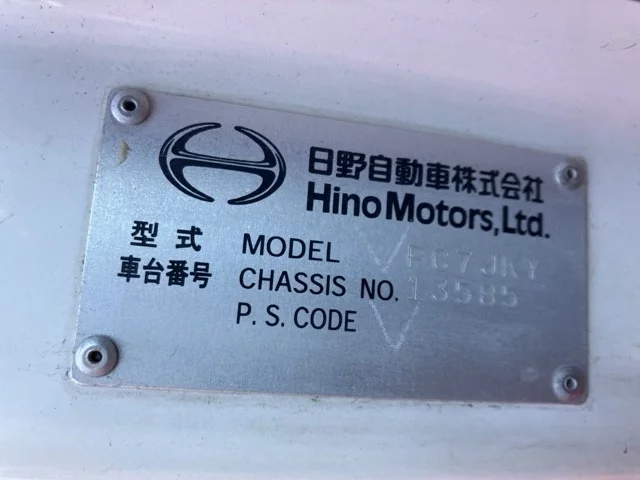 日野自動車株式会社
Hino Motors, Ltd.
型式 MODEL FC7JKY
車台番号 CHASSIS NO. 13585
P. S. CODE